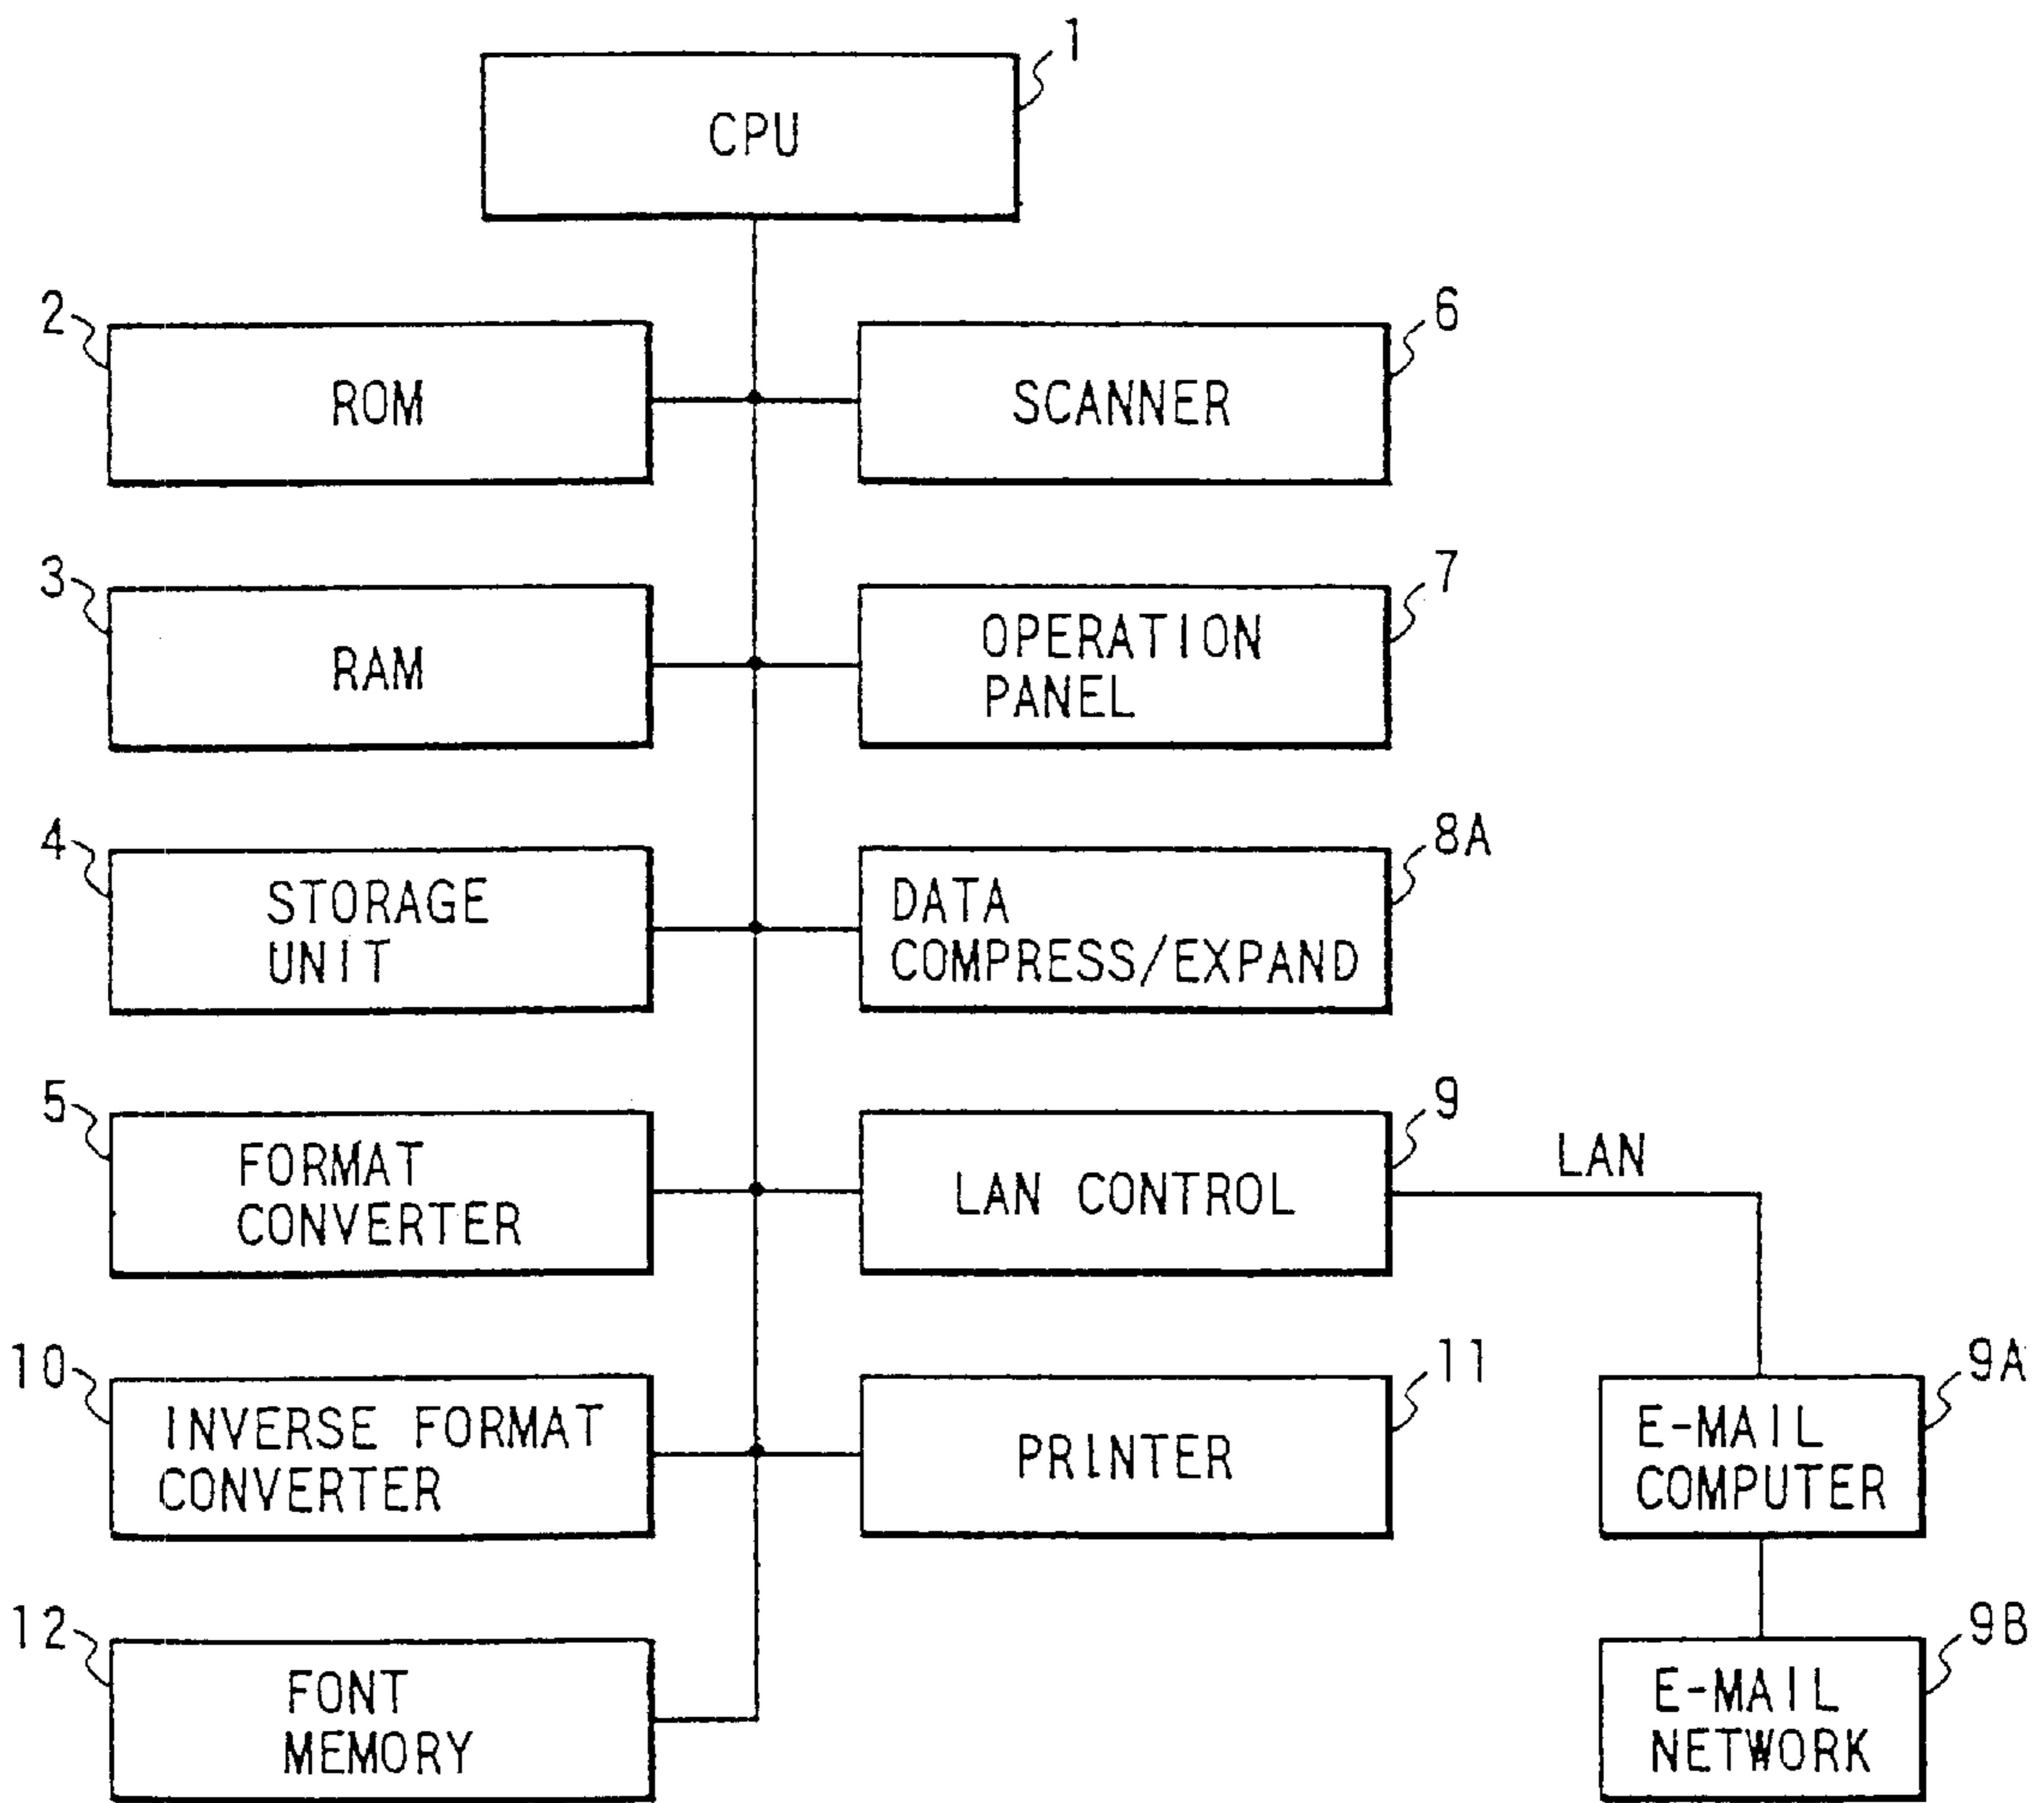 1
CPU
2
ROM
6
SCANNER
3
RAM
7
OPERATION
PANEL
4
STORAGE
UNIT
8A
DATA
COMPRESS/EXPAND
5
FORMAT
CONVERTER
9
LAN CONTROL
LAN
10
INVERSE FORMAT
CONVERTER
11
PRINTER
9A
E-MAIL
COMPUTER
12
FONT
MEMORY
9B
E-MAIL
NETWORK